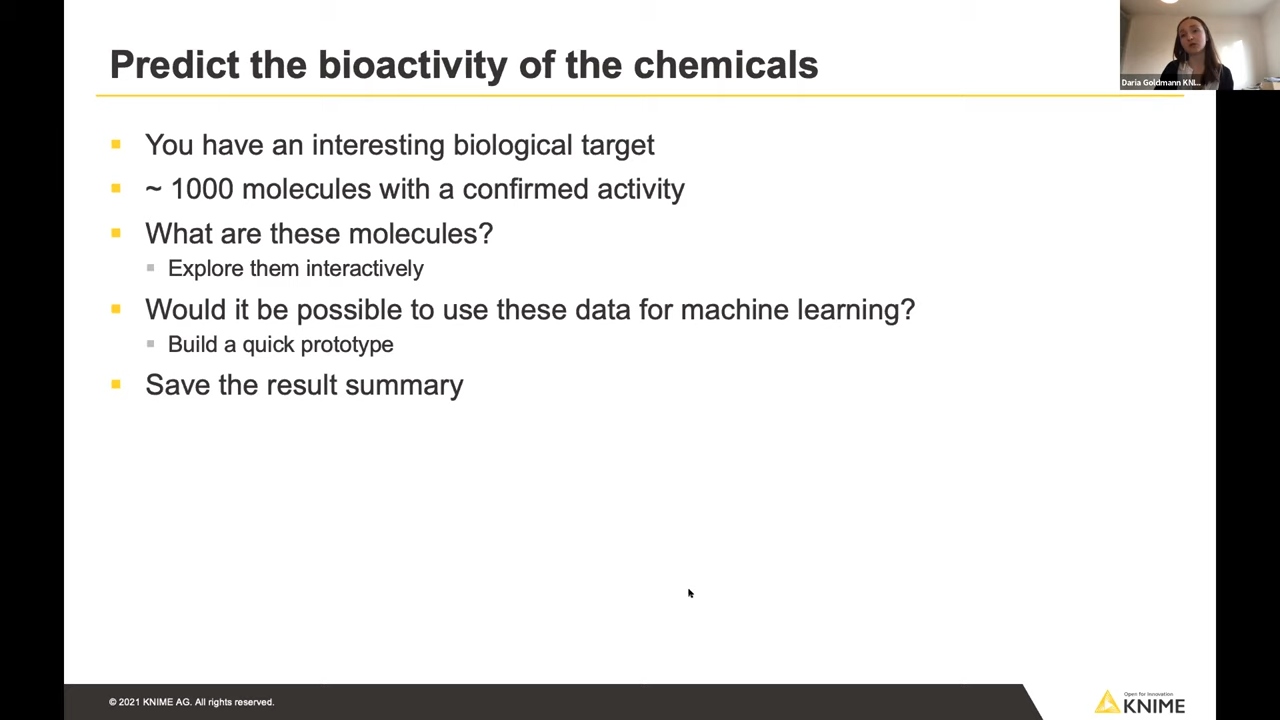 Predict the bioactivity of the chemicals
Daria Goldmann KNI...
You have an interesting biological target
~ 1000 molecules with a confirmed activity
What are these molecules?
Explore them interactively
Would it be possible to use these data for machine learning?
Build a quick prototype
Save the result summary
© 2021 KNIME AG. All rights reserved.
Open for Innovation
KNIME